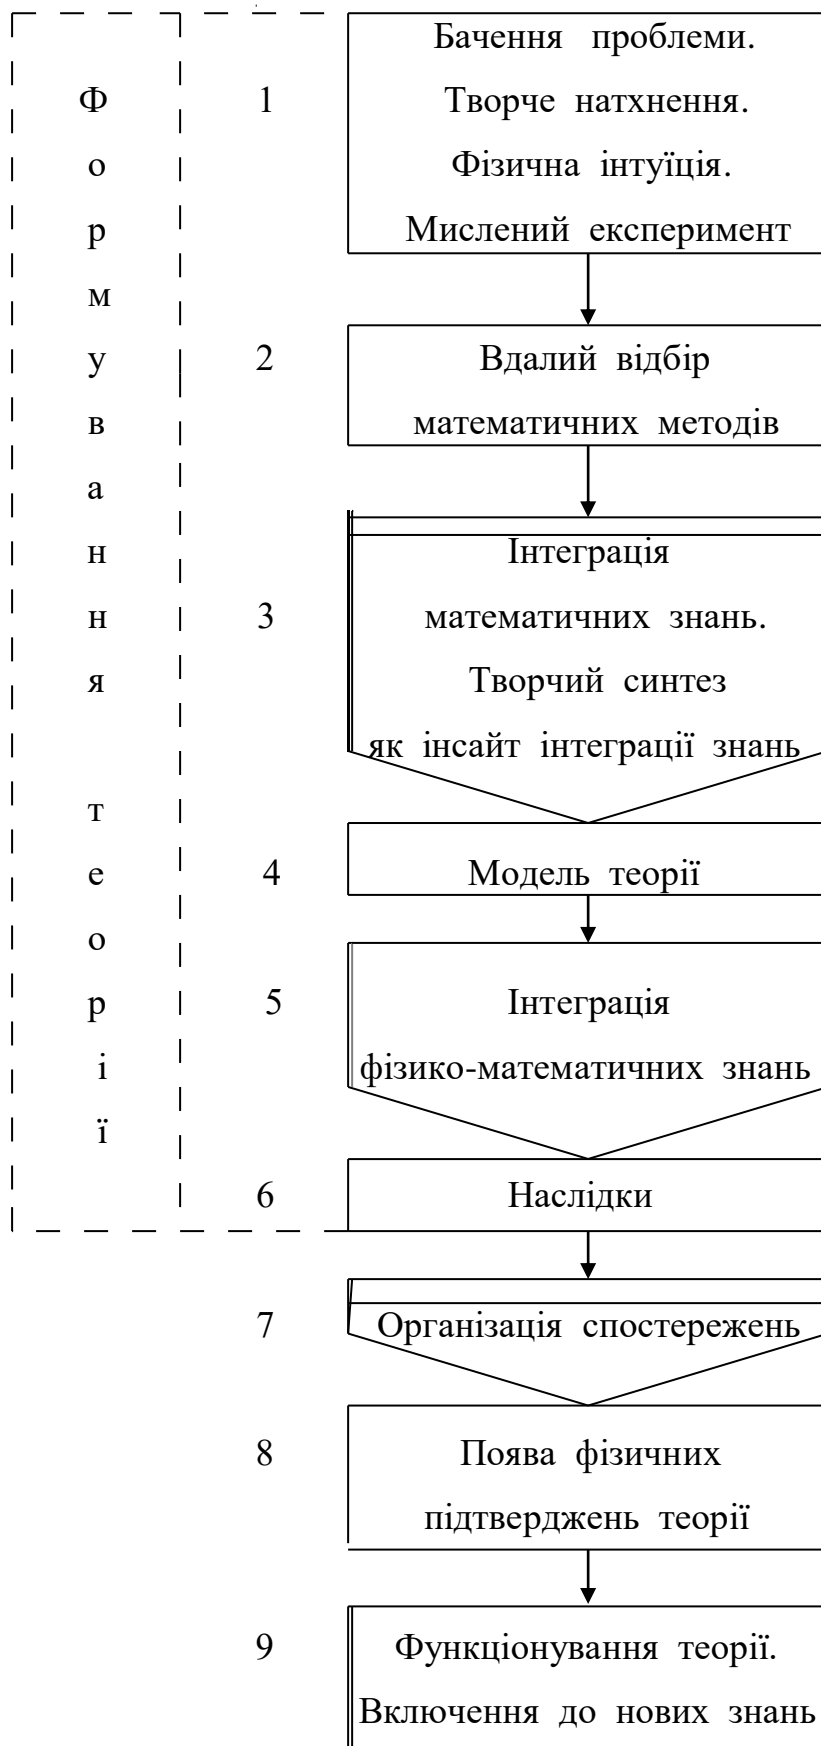 Формування теорії
1
Бачення проблеми.
Творче натхнення.
Фізична інтуїція.
Мислений експеримент
2
Вдалий відбір
математичних методів
3
Інтеграція
математичних знань.
Творчий синтез
як інсайт інтеграції знань
4
Модель теорії
5
Інтеграція
фізико-математичних знань
6
Наслідки
7
Організація спостережень
8
Поява фізичних
підтверджень теорії
9
Функціонування теорії.
Включення до нових знань